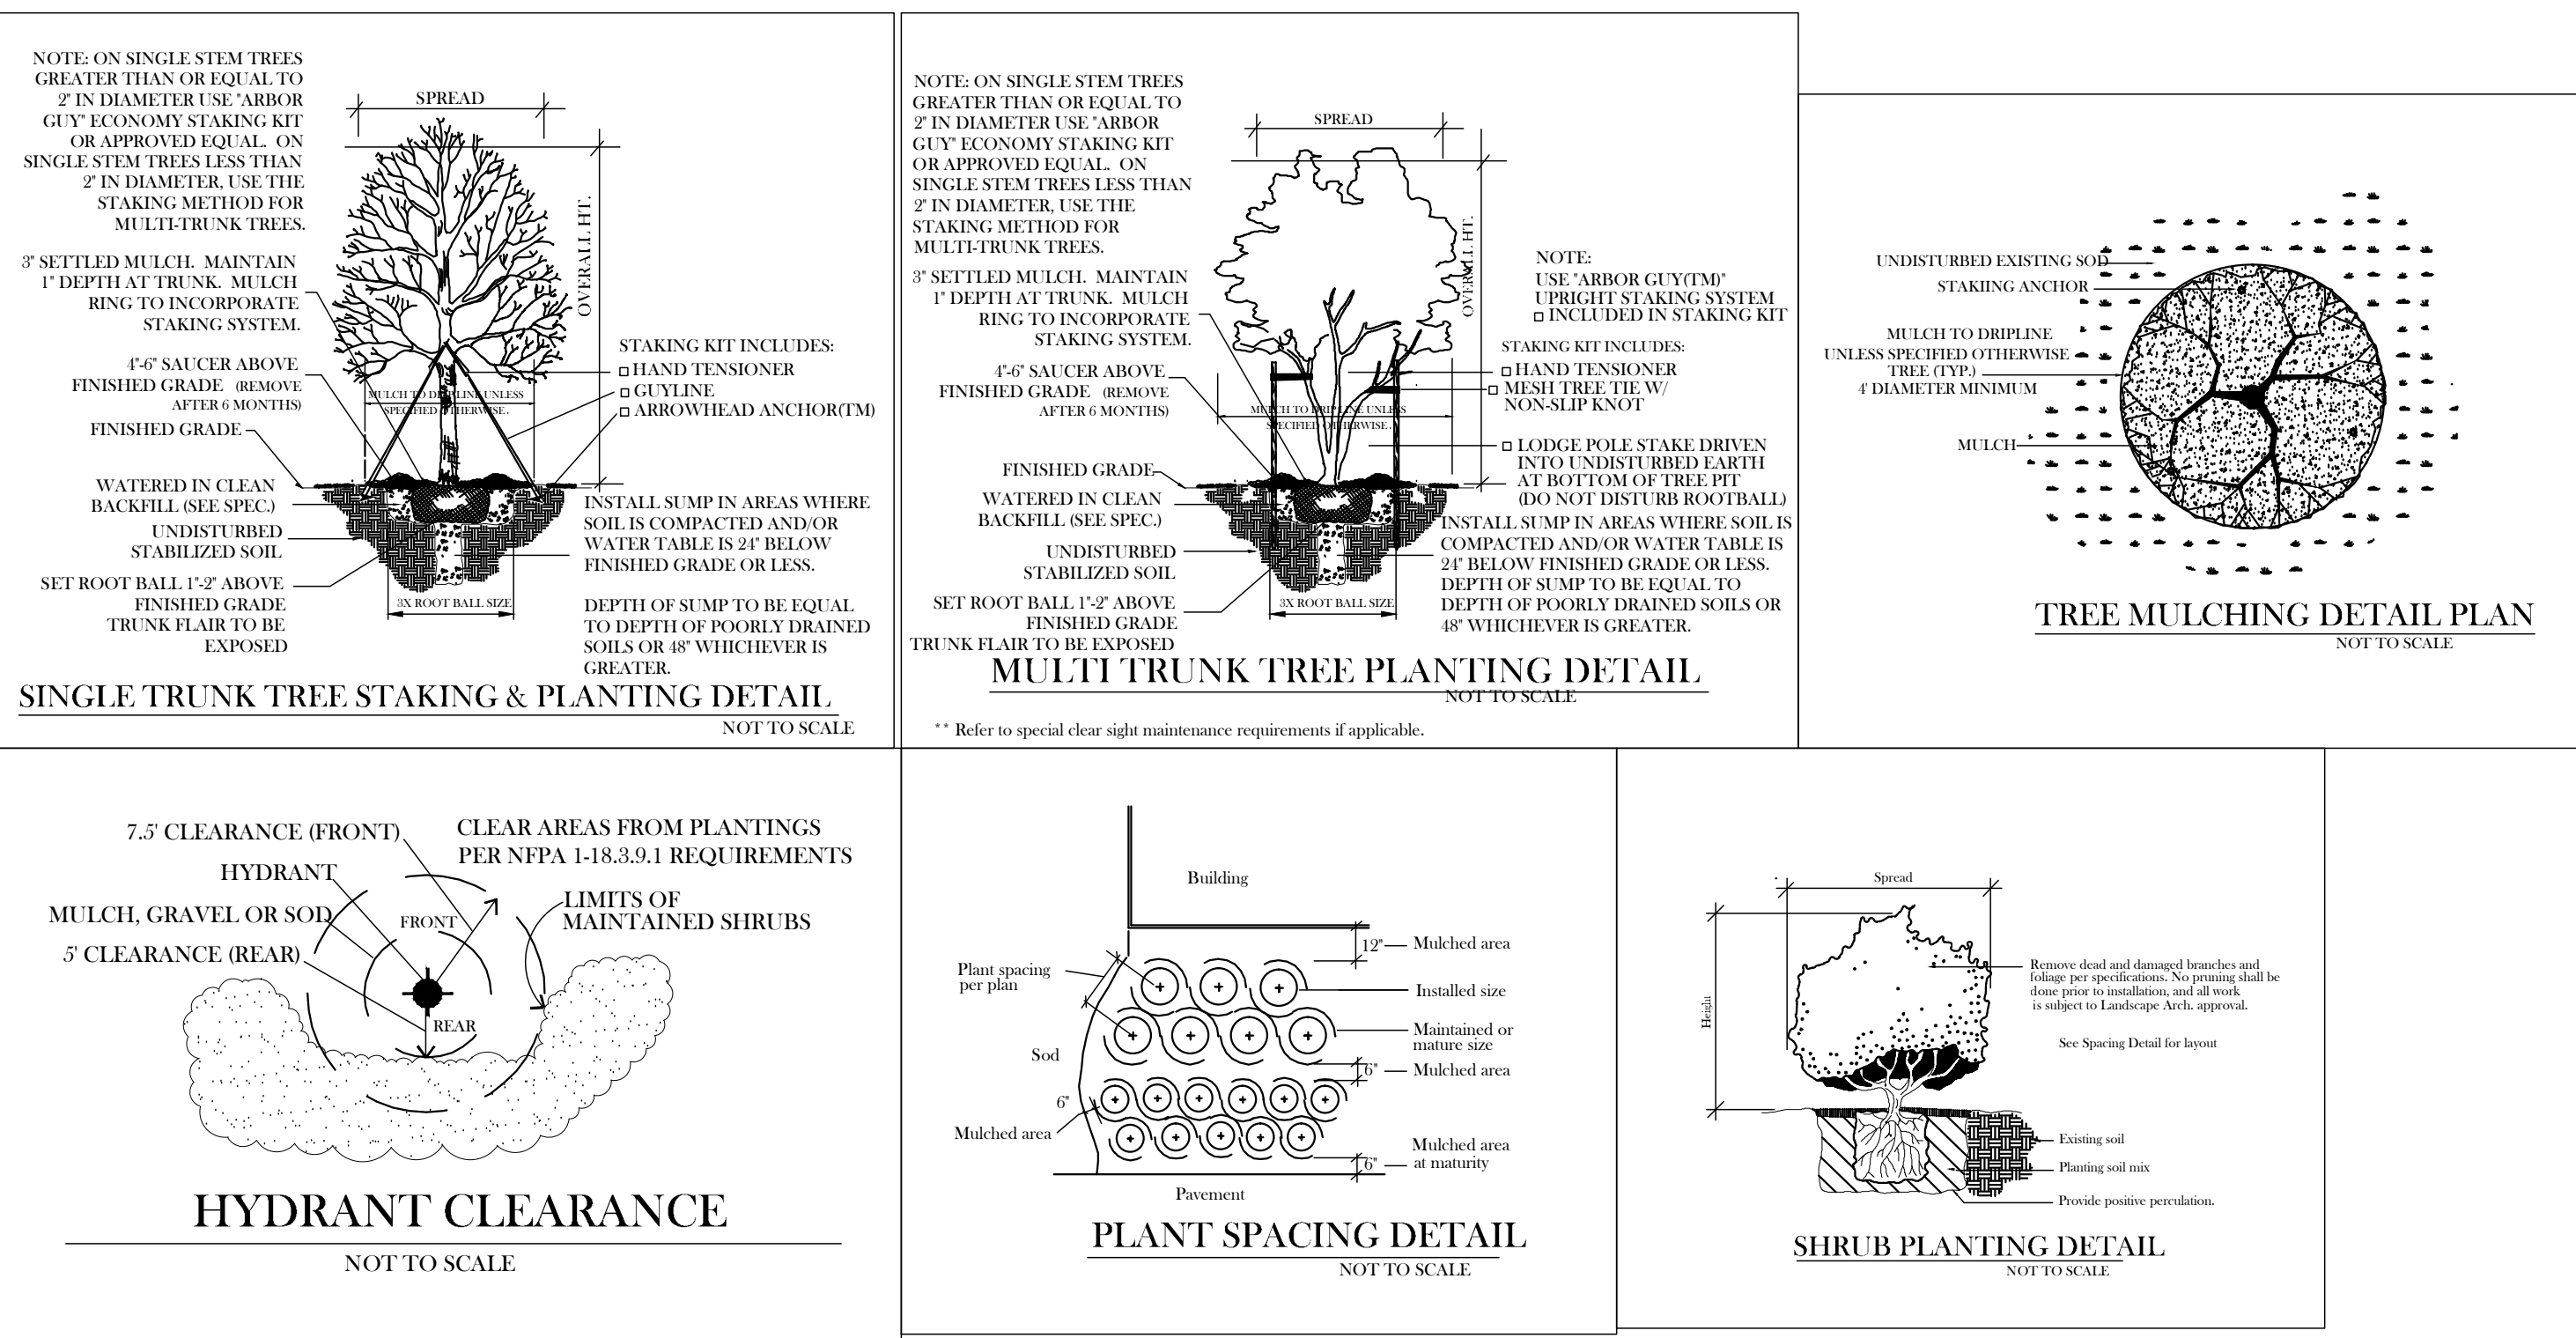 NOTE: ON SINGLE STEM TREES
GREATER THAN OR EQUAL TO
2" IN DIAMETER USE "ARBOR
GUY" ECONOMY STAKING KIT
OR APPROVED EQUAL. ON
SINGLE STEM TREES LESS THAN
2" IN DIAMETER, USE THE
STAKING METHOD FOR
MULTI-TRUNK TREES.
3" SETTLED MULCH. MAINTAIN
1" DEPTH AT TRUNK. MULCH
RING TO INCORPORATE
STAKING SYSTEM.
4"-6" SAUCER ABOVE
FINISHED GRADE (REMOVE
AFTER 6 MONTHS)
FINISHED GRADE
WATERED IN CLEAN
BACKFILL (SEE SPEC.)
UNDISTURBED
STABILIZED SOIL
SET ROOT BALL 1"-2" ABOVE
FINISHED GRADE
TRUNK FLAIR TO BE
EXPOSED
SPREAD
OVERALL HT.
MULCH TO DRIPLINE UNLESS
SPECIFIED OTHERWISE.
STAKING KIT INCLUDES:
HAND TENSIONER
GUYLINE
ARROWHEAD ANCHOR(TM)
INSTALL SUMP IN AREAS WHERE
SOIL IS COMPACTED AND/OR
WATER TABLE IS 24" BELOW
FINISHED GRADE OR LESS.
3X ROOT BALL SIZE
DEPTH OF SUMP TO BE EQUAL
TO DEPTH OF POORLY DRAINED
SOILS OR 48" WHICHEVER IS
GREATER.
SINGLE TRUNK TREE STAKING & PLANTING DETAIL
NOT TO SCALE
NOTE: ON SINGLE STEM TREES
GREATER THAN OR EQUAL TO
2" IN DIAMETER USE "ARBOR
GUY" ECONOMY STAKING KIT
OR APPROVED EQUAL. ON
SINGLE STEM TREES LESS THAN
2" IN DIAMETER, USE THE
STAKING METHOD FOR
MULTI-TRUNK TREES.
3" SETTLED MULCH. MAINTAIN
1" DEPTH AT TRUNK. MULCH
RING TO INCORPORATE
STAKING SYSTEM.
4"-6" SAUCER ABOVE
FINISHED GRADE (REMOVE
AFTER 6 MONTHS)
FINISHED GRADE
WATERED IN CLEAN
BACKFILL (SEE SPEC.)
UNDISTURBED
STABILIZED SOIL
SET ROOT BALL 1"-2" ABOVE
FINISHED GRADE
TRUNK FLAIR TO BE EXPOSED
SPREAD
OVERALL HT.
MULCH TO DRIP LINE UNLESS
SPECIFIED OTHERWISE.
NOTE:
USE "ARBOR GUY(TM)"
UPRIGHT STAKING SYSTEM
INCLUDED IN STAKING KIT
STAKING KIT INCLUDES:
HAND TENSIONER
MESH TREE TIE W/
NON-SLIP KNOT
LODGE POLE STAKE DRIVEN
INTO UNDISTURBED EARTH
AT BOTTOM OF TREE PIT
(DO NOT DISTURB ROOTBALL)
INSTALL SUMP IN AREAS WHERE SOIL IS
COMPACTED AND/OR WATER TABLE IS
24" BELOW FINISHED GRADE OR LESS.
DEPTH OF SUMP TO BE EQUAL TO
DEPTH OF POORLY DRAINED SOILS OR
48" WHICHEVER IS GREATER.
3X ROOT BALL SIZE
MULTI TRUNK TREE PLANTING DETAIL
NOT TO SCALE
** Refer to special clear sight maintenance requirements if applicable.
UNDISTURBED EXISTING SOD
STAKIING ANCHOR
MULCH TO DRIPLINE
UNLESS SPECIFIED OTHERWISE
TREE (TYP.)
4' DIAMETER MINIMUM
MULCH
TREE MULCHING DETAIL PLAN
NOT TO SCALE
7.5' CLEARANCE (FRONT)
HYDRANT
MULCH, GRAVEL OR SOD
5' CLEARANCE (REAR)
CLEAR AREAS FROM PLANTINGS
PER NFPA 1-18.3.9.1 REQUIREMENTS
LIMITS OF
MAINTAINED SHRUBS
FRONT
REAR
HYDRANT CLEARANCE
NOT TO SCALE
Building
12"
Mulched area
Plant spacing
per plan
Installed size
Maintained or
mature size
Sod
6"
Mulched area
6"
Mulched area
Mulched area
at maturity
6"
Pavement
PLANT SPACING DETAIL
NOT TO SCALE
Spread
Height
Remove dead and damaged branches and
foliage per specifications. No pruning shall be
done prior to installation, and all work
is subject to Landscape Arch. approval.
See Spacing Detail for layout
Existing soil
Planting soil mix
Provide positive perculation.
SHRUB PLANTING DETAIL
NOT TO SCALE